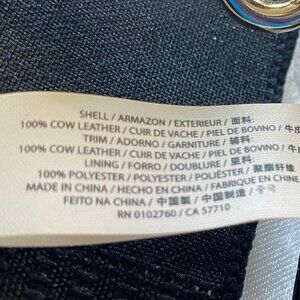 SHELL / ARMAZON / EXTERIEUR / 面料:
100% COW LEATHER / CUIR DE VACHE / PIEL DE BOVINO / 牛
TRIM / ADORNO / GARNITURE / 辅料:
100% COW LEATHER / CUIR DE VACHE / PIEL DE BOVINO / 牛
LINING / FORRO / DOUBLURE / 里料:
100% POLYESTER / POLYESTER / POLIÉSTER / 聚酯纤维
MADE IN CHINA / HECHO EN CHINA / FABRIQUE EN CHINE
FEITO NA CHINA / 中國製 / 中国制造 / 중국
RN 0102760 / CA 57710